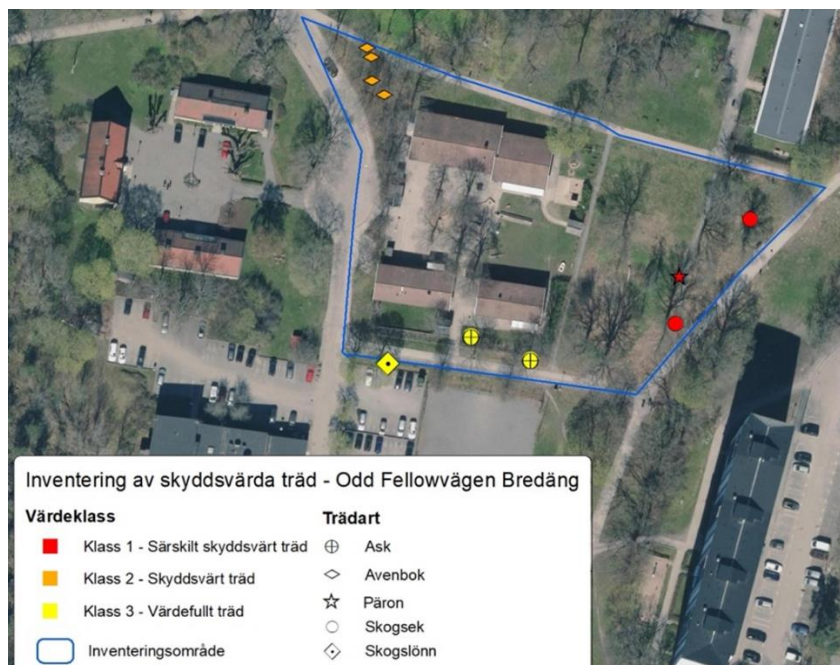 Inventering av skyddsvärda träd - Odd Fellowvägen Bredäng
Värdeklass
Klass 1 - Särskilt skyddsvärt träd
Klass 2 - Skyddsvärt träd
Klass 3 - Värdefullt träd
Inventeringsområde
Trädart
Ask
Avenbok
Päron
Skogsek
Skogslönn